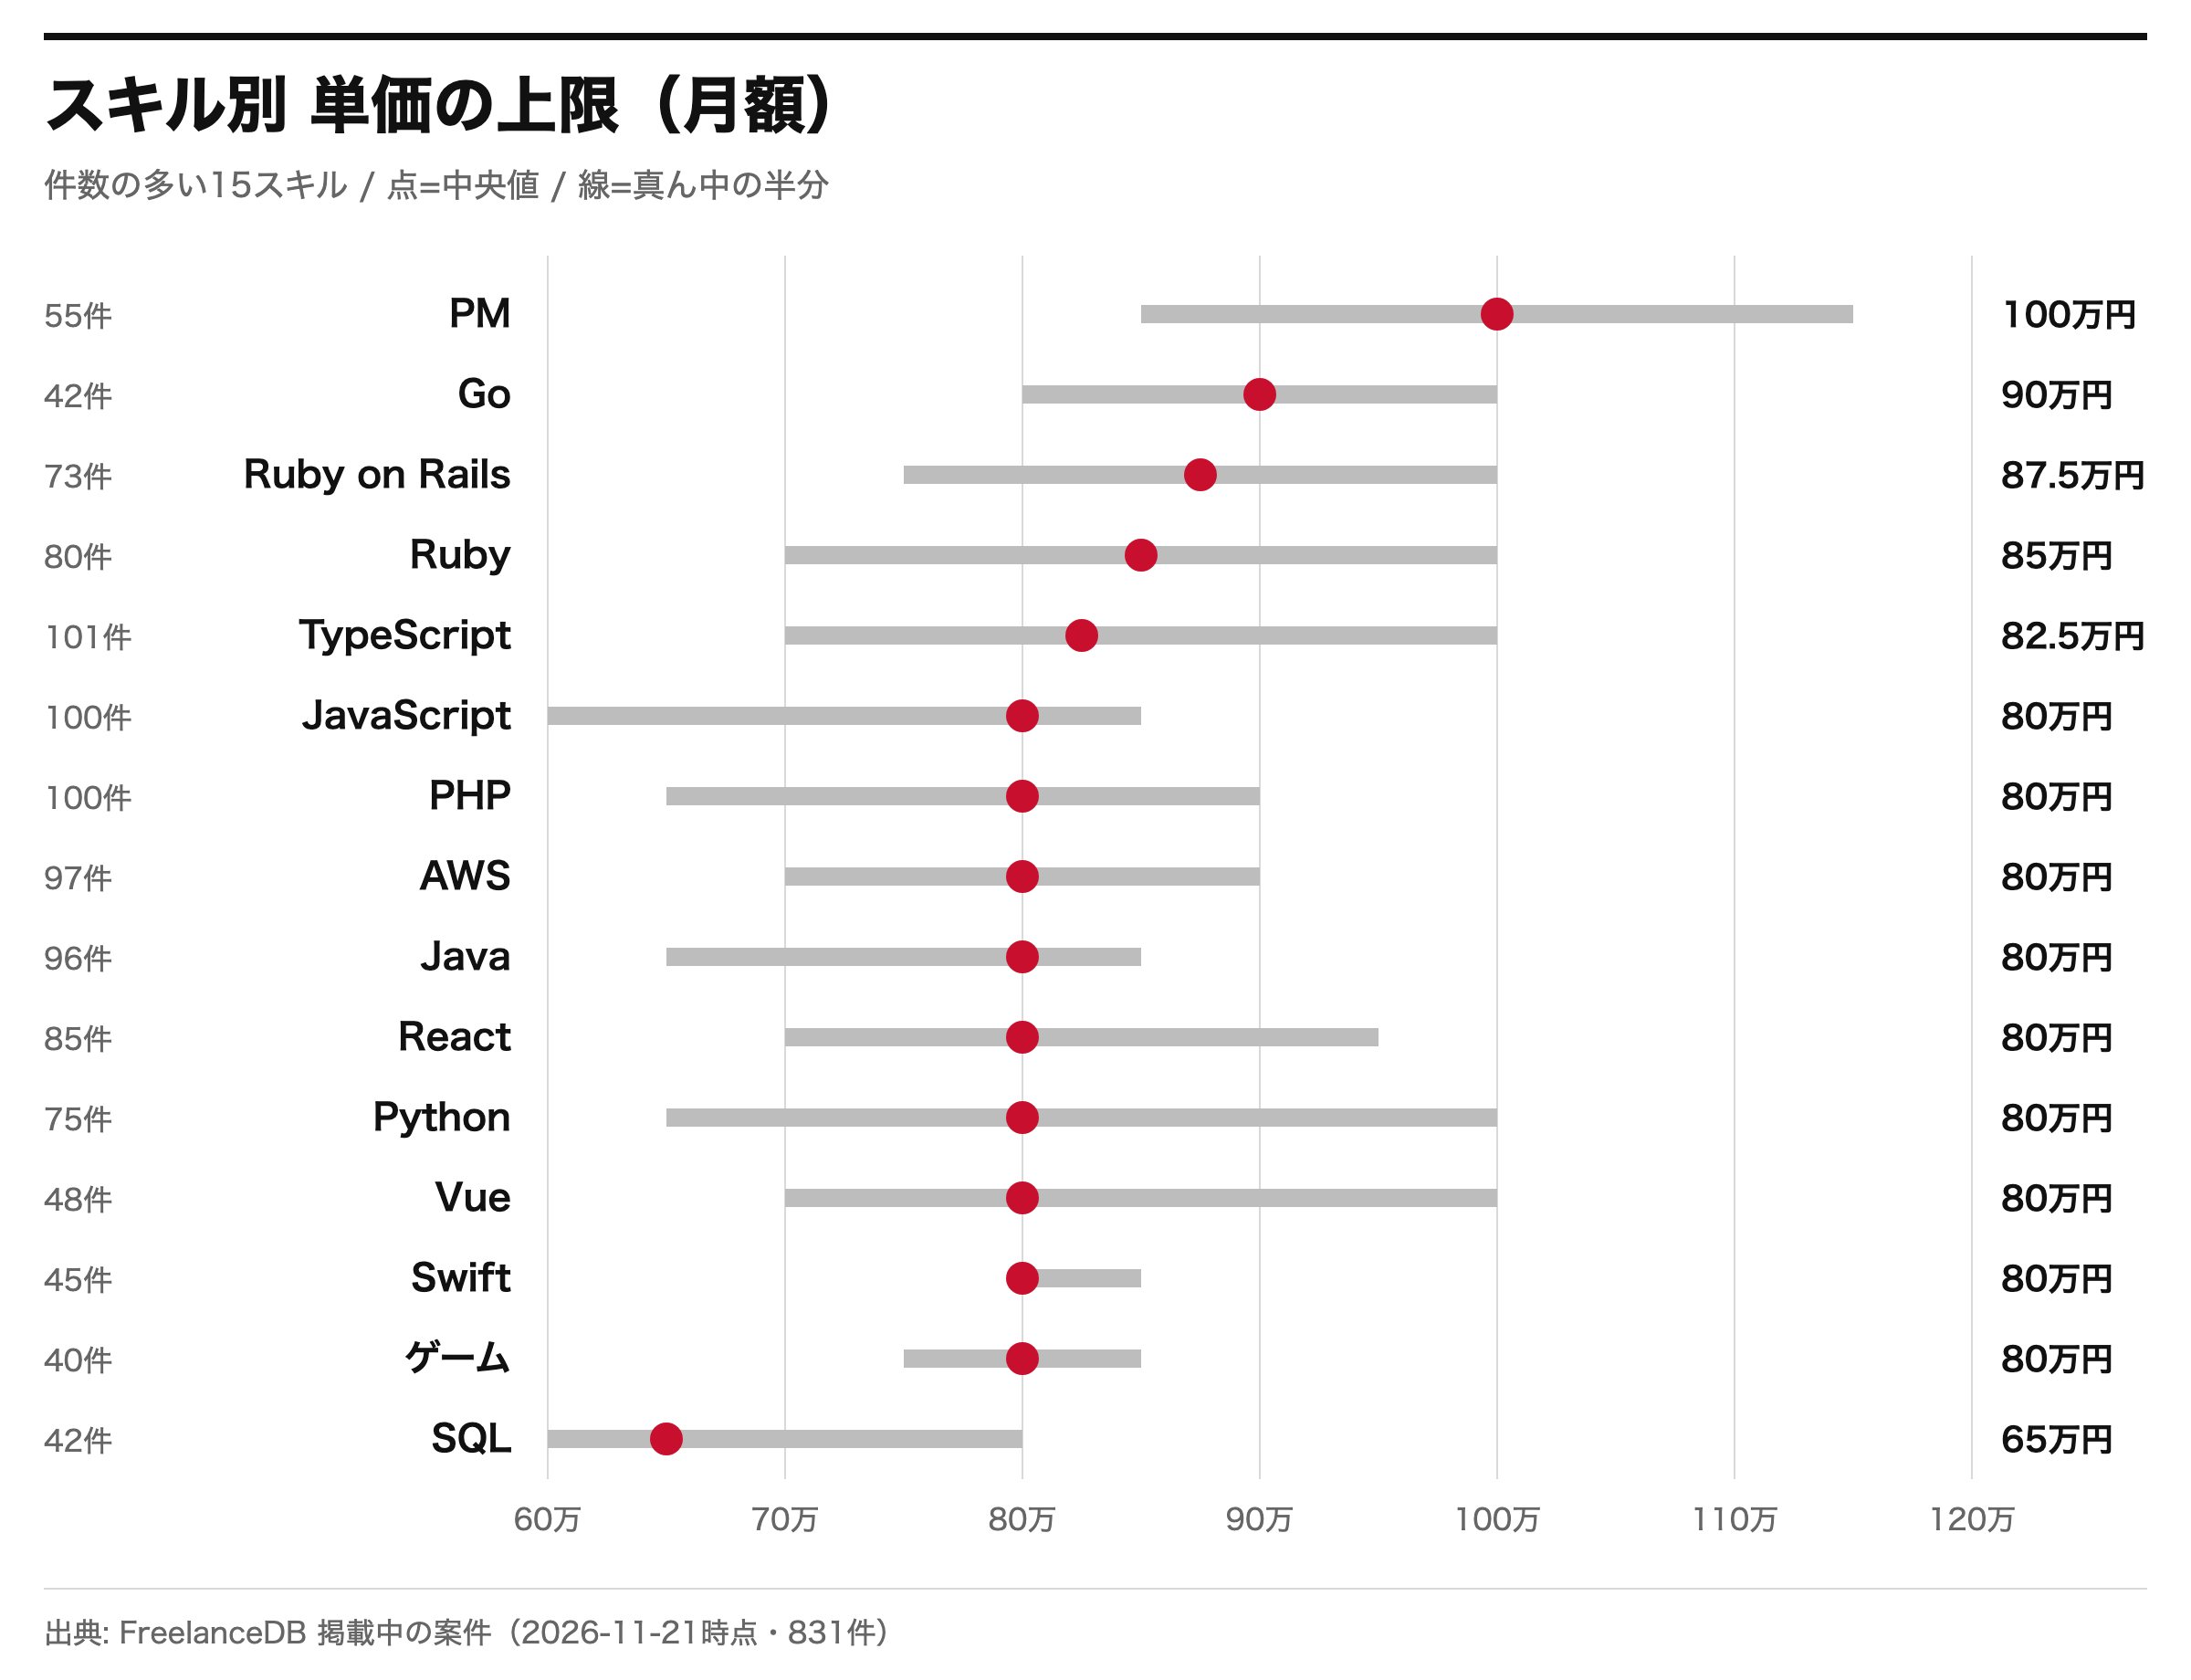 スキル別 単価の上限（月額）
件数の多い15スキル / 点=中央値 / 線=真ん中の半分
55件 PM 100万円
42件 Go 90万円
73件 Ruby on Rails 87.5万円
80件 Ruby 85万円
101件 TypeScript 82.5万円
100件 JavaScript 80万円
100件 PHP 80万円
97件 AWS 80万円
96件 Java 80万円
85件 React 80万円
75件 Python 80万円
48件 Vue 80万円
45件 Swift 80万円
40件 ゲーム 80万円
42件 SQL 65万円
60万 70万 80万 90万 100万 110万 120万
出典: FreelanceDB 掲載中の案件（2026-11-21時点・831件）